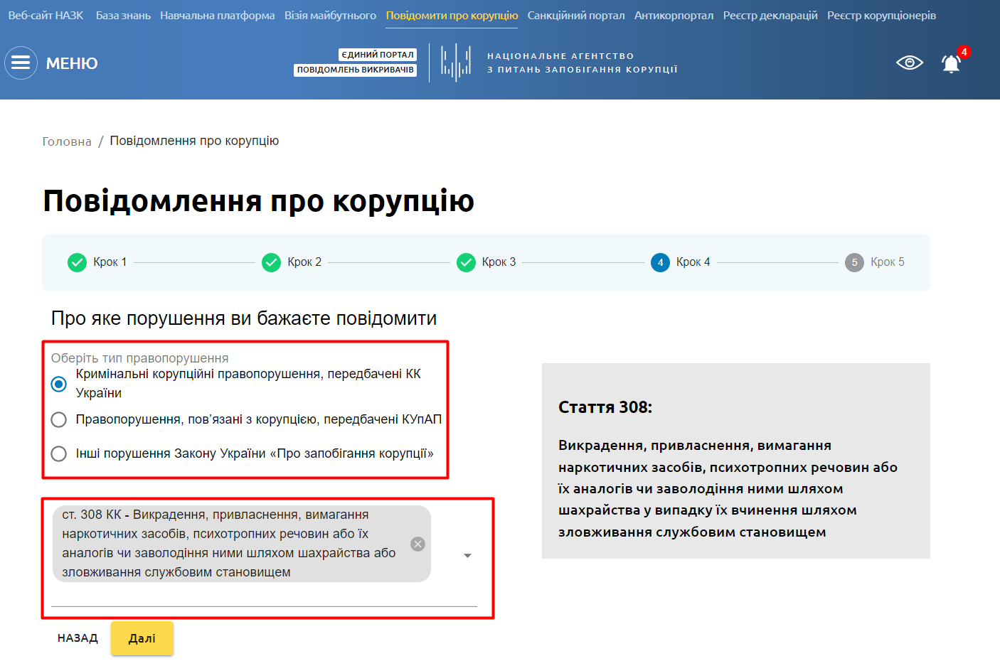 Веб-сайт НАЗК База знань Навчальна платформа Візія майбутнього Повідомити про корупцію Санкційний портал Антикорпортал Реєстр декларацій Реєстр корупціонерів
МЕНЮ
ЄДИНИЙ ПОРТАЛ
ПОВІДОМЛЕНЬ ВИКРИВАЧІВ
НАЦІОНАЛЬНЕ АГЕНТСТВО
З ПИТАНЬ ЗАПОБІГАННЯ КОРУПЦІЇ
4
Головна / Повідомлення про корупцію
Повідомлення про корупцію
Крок 1 Крок 2 Крок 3 4 Крок 4 5 Крок 5
Про яке порушення ви бажаєте повідомити
Оберіть тип правопорушення
Кримінальні корупційні правопорушення, передбачені КК
України
Правопорушення, пов’язані з корупцією, передбачені КУпАП
Інші порушення Закону України «Про запобігання корупції»
ст. 308 КК - Викрадення, привласнення, вимагання
наркотичних засобів, психотропних речовин або їх
аналогів чи заволодіння ними шляхом шахрайства або
зловживання службовим становищем
Стаття 308:
Викрадення, привласнення, вимагання
наркотичних засобів, психотропних речовин або
їх аналогів чи заволодіння ними шляхом
шахрайства у випадку їх вчинення шляхом
зловживання службовим становищем
НАЗАД Далі